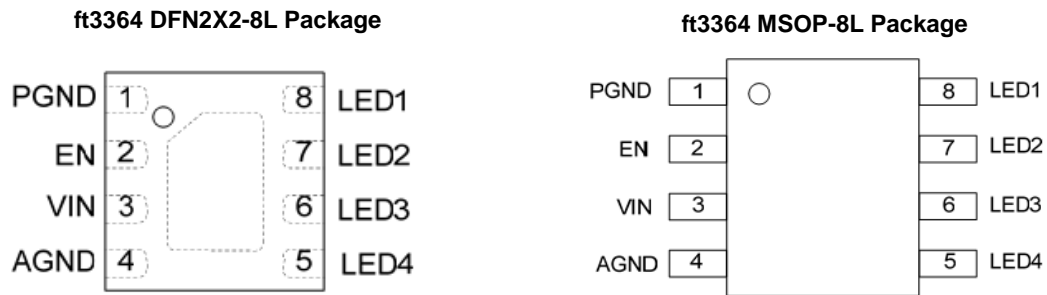 ft3364 DFN2X2-8L Package
PGND 1 8 LED1
EN 2 7 LED2
VIN 3 6 LED3
AGND 4 5 LED4
ft3364 MSOP-8L Package
PGND 1 8 LED1
EN 2 7 LED2
VIN 3 6 LED3
AGND 4 5 LED4